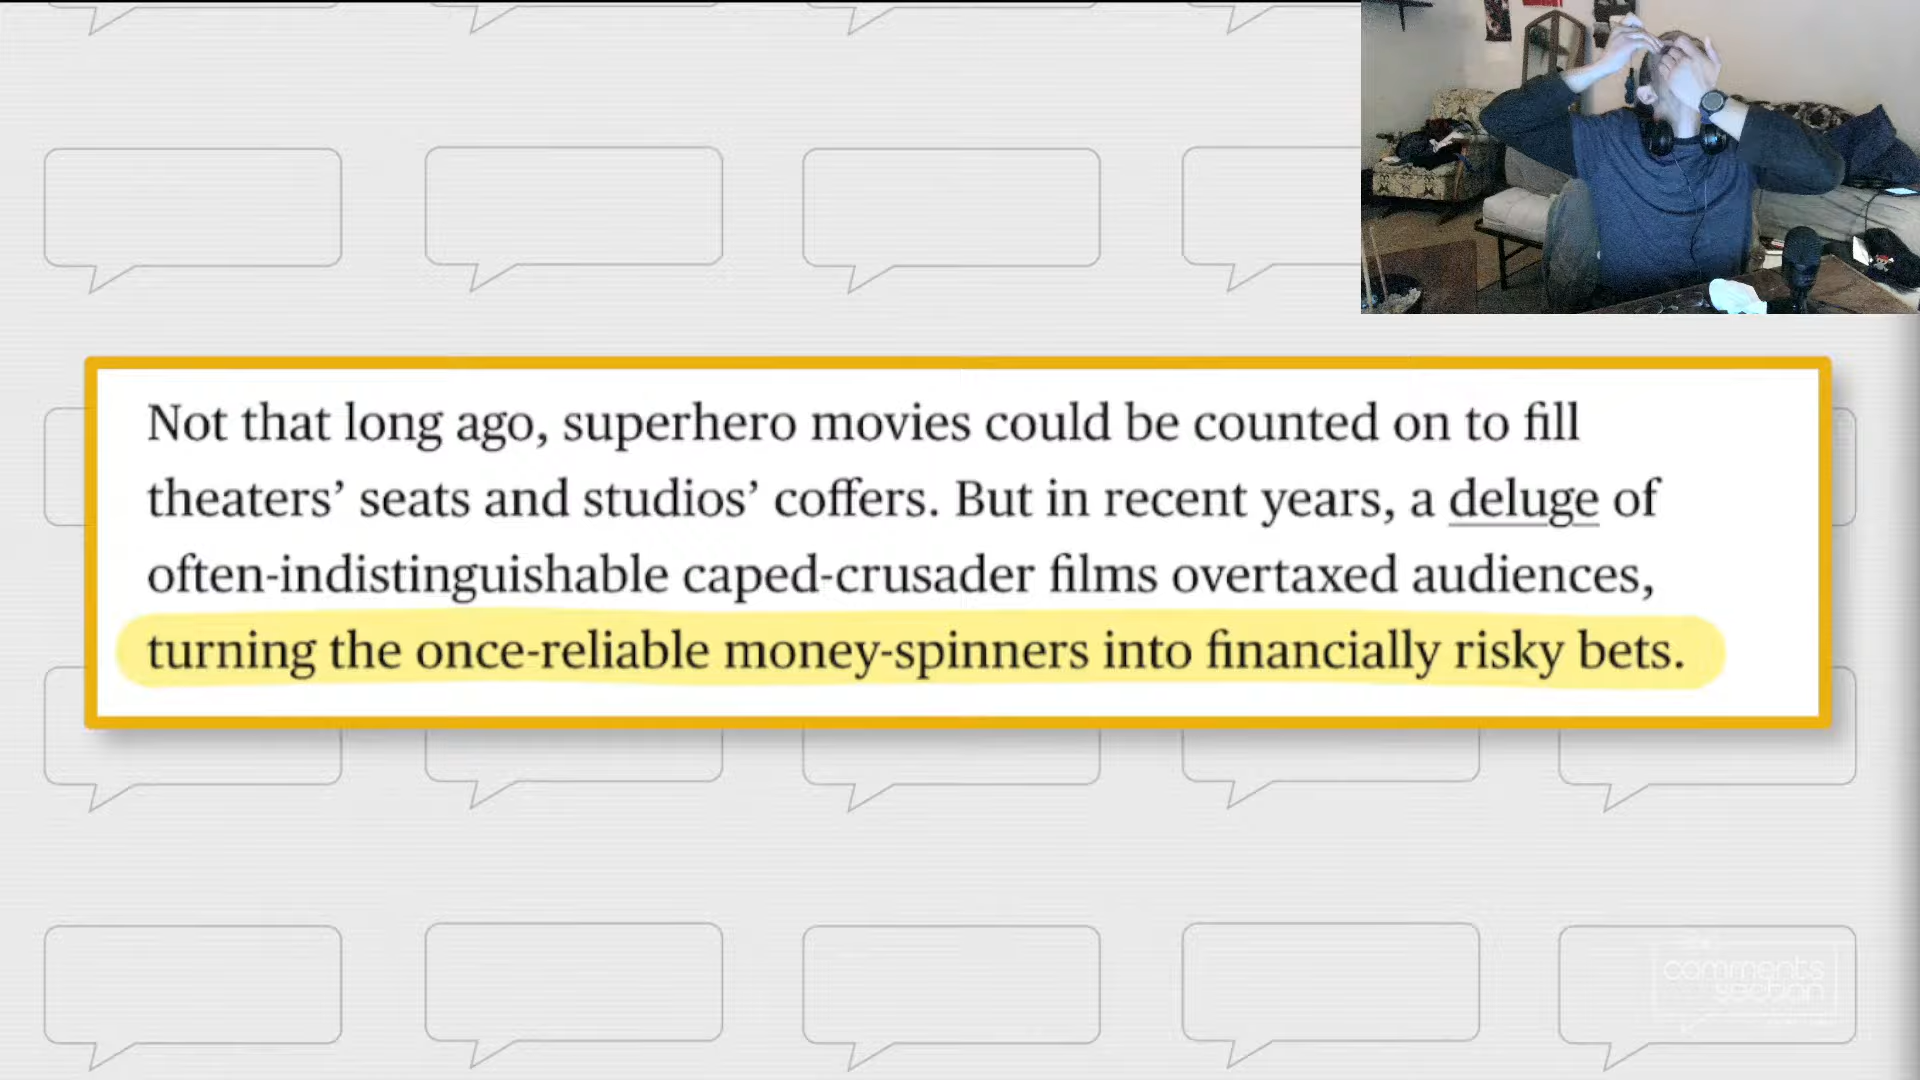 Not that long ago, superhero movies could be counted on to fill
theaters’ seats and studios’ coffers. But in recent years, a deluge of
often-indistinguishable caped-crusader films overtaxed audiences,
turning the once-reliable money-spinners into financially risky bets.
comments
section